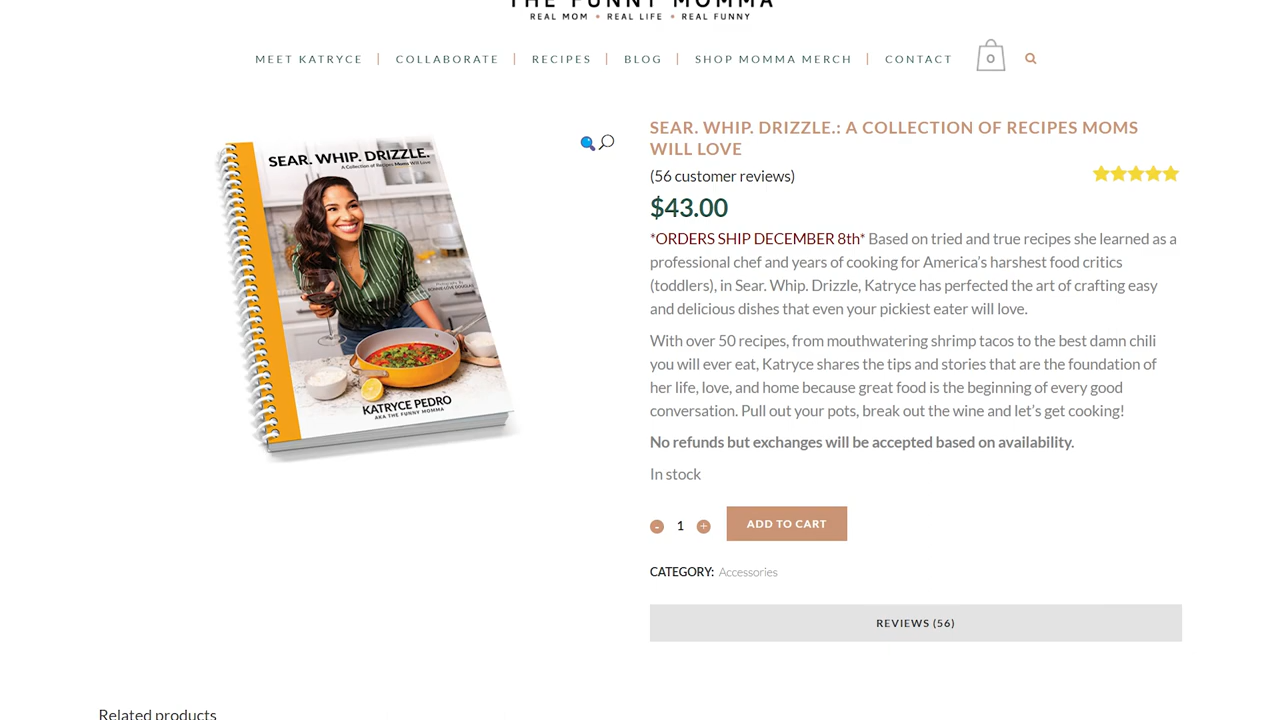 THE FUNNY MOMMA
REAL MOM • REAL LIFE • REAL FUNNY
MEET KATRYCE | COLLABORATE | RECIPES | BLOG | SHOP MOMMA MERCH | CONTACT
0
SEAR. WHIP. DRIZZLE.
A Collection of Recipes Moms Will Love
KATRYCE PEDRO
AKA THE FUNNY MOMMA
SEAR. WHIP. DRIZZLE.: A COLLECTION OF RECIPES MOMS
WILL LOVE
(56 customer reviews)
$43.00
*ORDERS SHIP DECEMBER 8th* Based on tried and true recipes she learned as a
professional chef and years of cooking for America’s harshest food critics
(toddlers), in Sear. Whip. Drizzle, Katryce has perfected the art of crafting easy
and delicious dishes that even your pickiest eater will love.
With over 50 recipes, from mouthwatering shrimp tacos to the best damn chili
you will ever eat, Katryce shares the tips and stories that are the foundation of
her life, love, and home because great food is the beginning of every good
conversation. Pull out your pots, break out the wine and let’s get cooking!
No refunds but exchanges will be accepted based on availability.
In stock
- 1 +
ADD TO CART
CATEGORY: Accessories
REVIEWS (56)
Related products